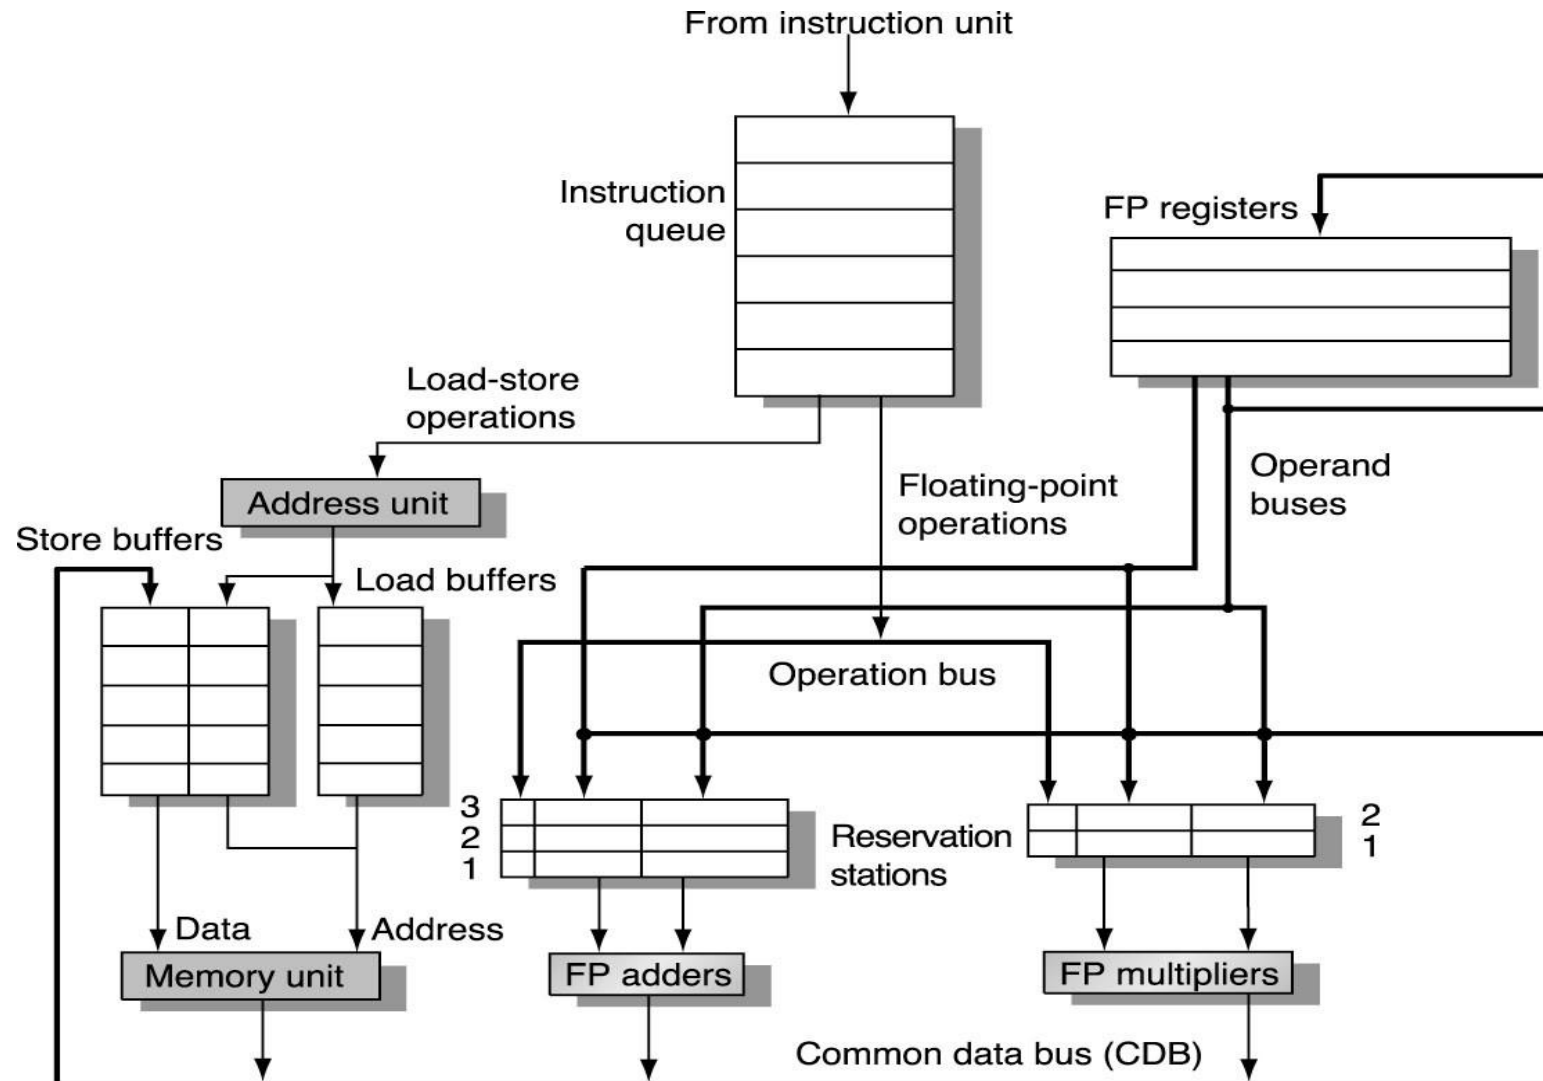 From instruction unit
Instruction
queue
FP registers
Load-store
operations
Address unit
Floating-point
operations
Operand
buses
Store buffers
Load buffers
Operation bus
3
2
1
Reservation
stations
2
1
Data
Address
Memory unit
FP adders
FP multipliers
Common data bus (CDB)